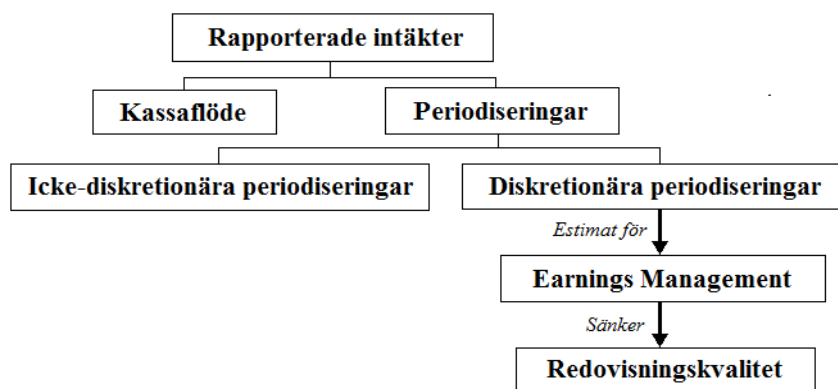 Rapporterade intäkter
Kassaflöde
Periodiseringar
Icke-diskretionära periodiseringar
Diskretionära periodiseringar
Estimat för
Earnings Management
Sänker
Redovisningskvalitet